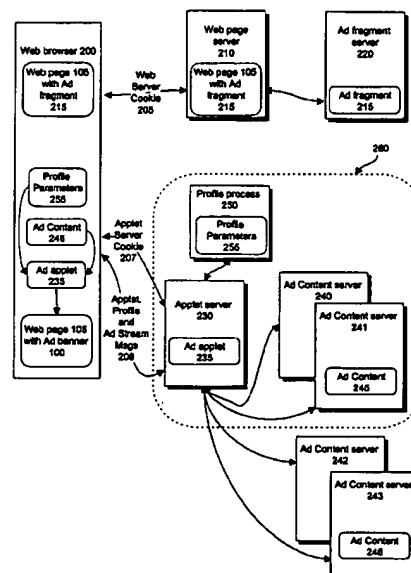 Web browser 200
Web page 105
with Ad
fragment
215
Profile
Parameters
255
Ad Content
246
Ad applet
235
Web page 105
with Ad banner
100
Web
Server
Cookie
205
Applet
Server
Cookie
207
Applet,
Profile
and
Ad Stream
Msgs
208
Web page
server
210
Web page 105
with Ad
fragment
215
Ad fragment
server
220
Ad fragment
215
260
Profile process
250
Profile
Parameters
255
Applet server
230
Ad applet
235
Ad Content server
240
Ad Content server
241
Ad Content
245
Ad Content server
242
Ad Content server
243
Ad Content
246